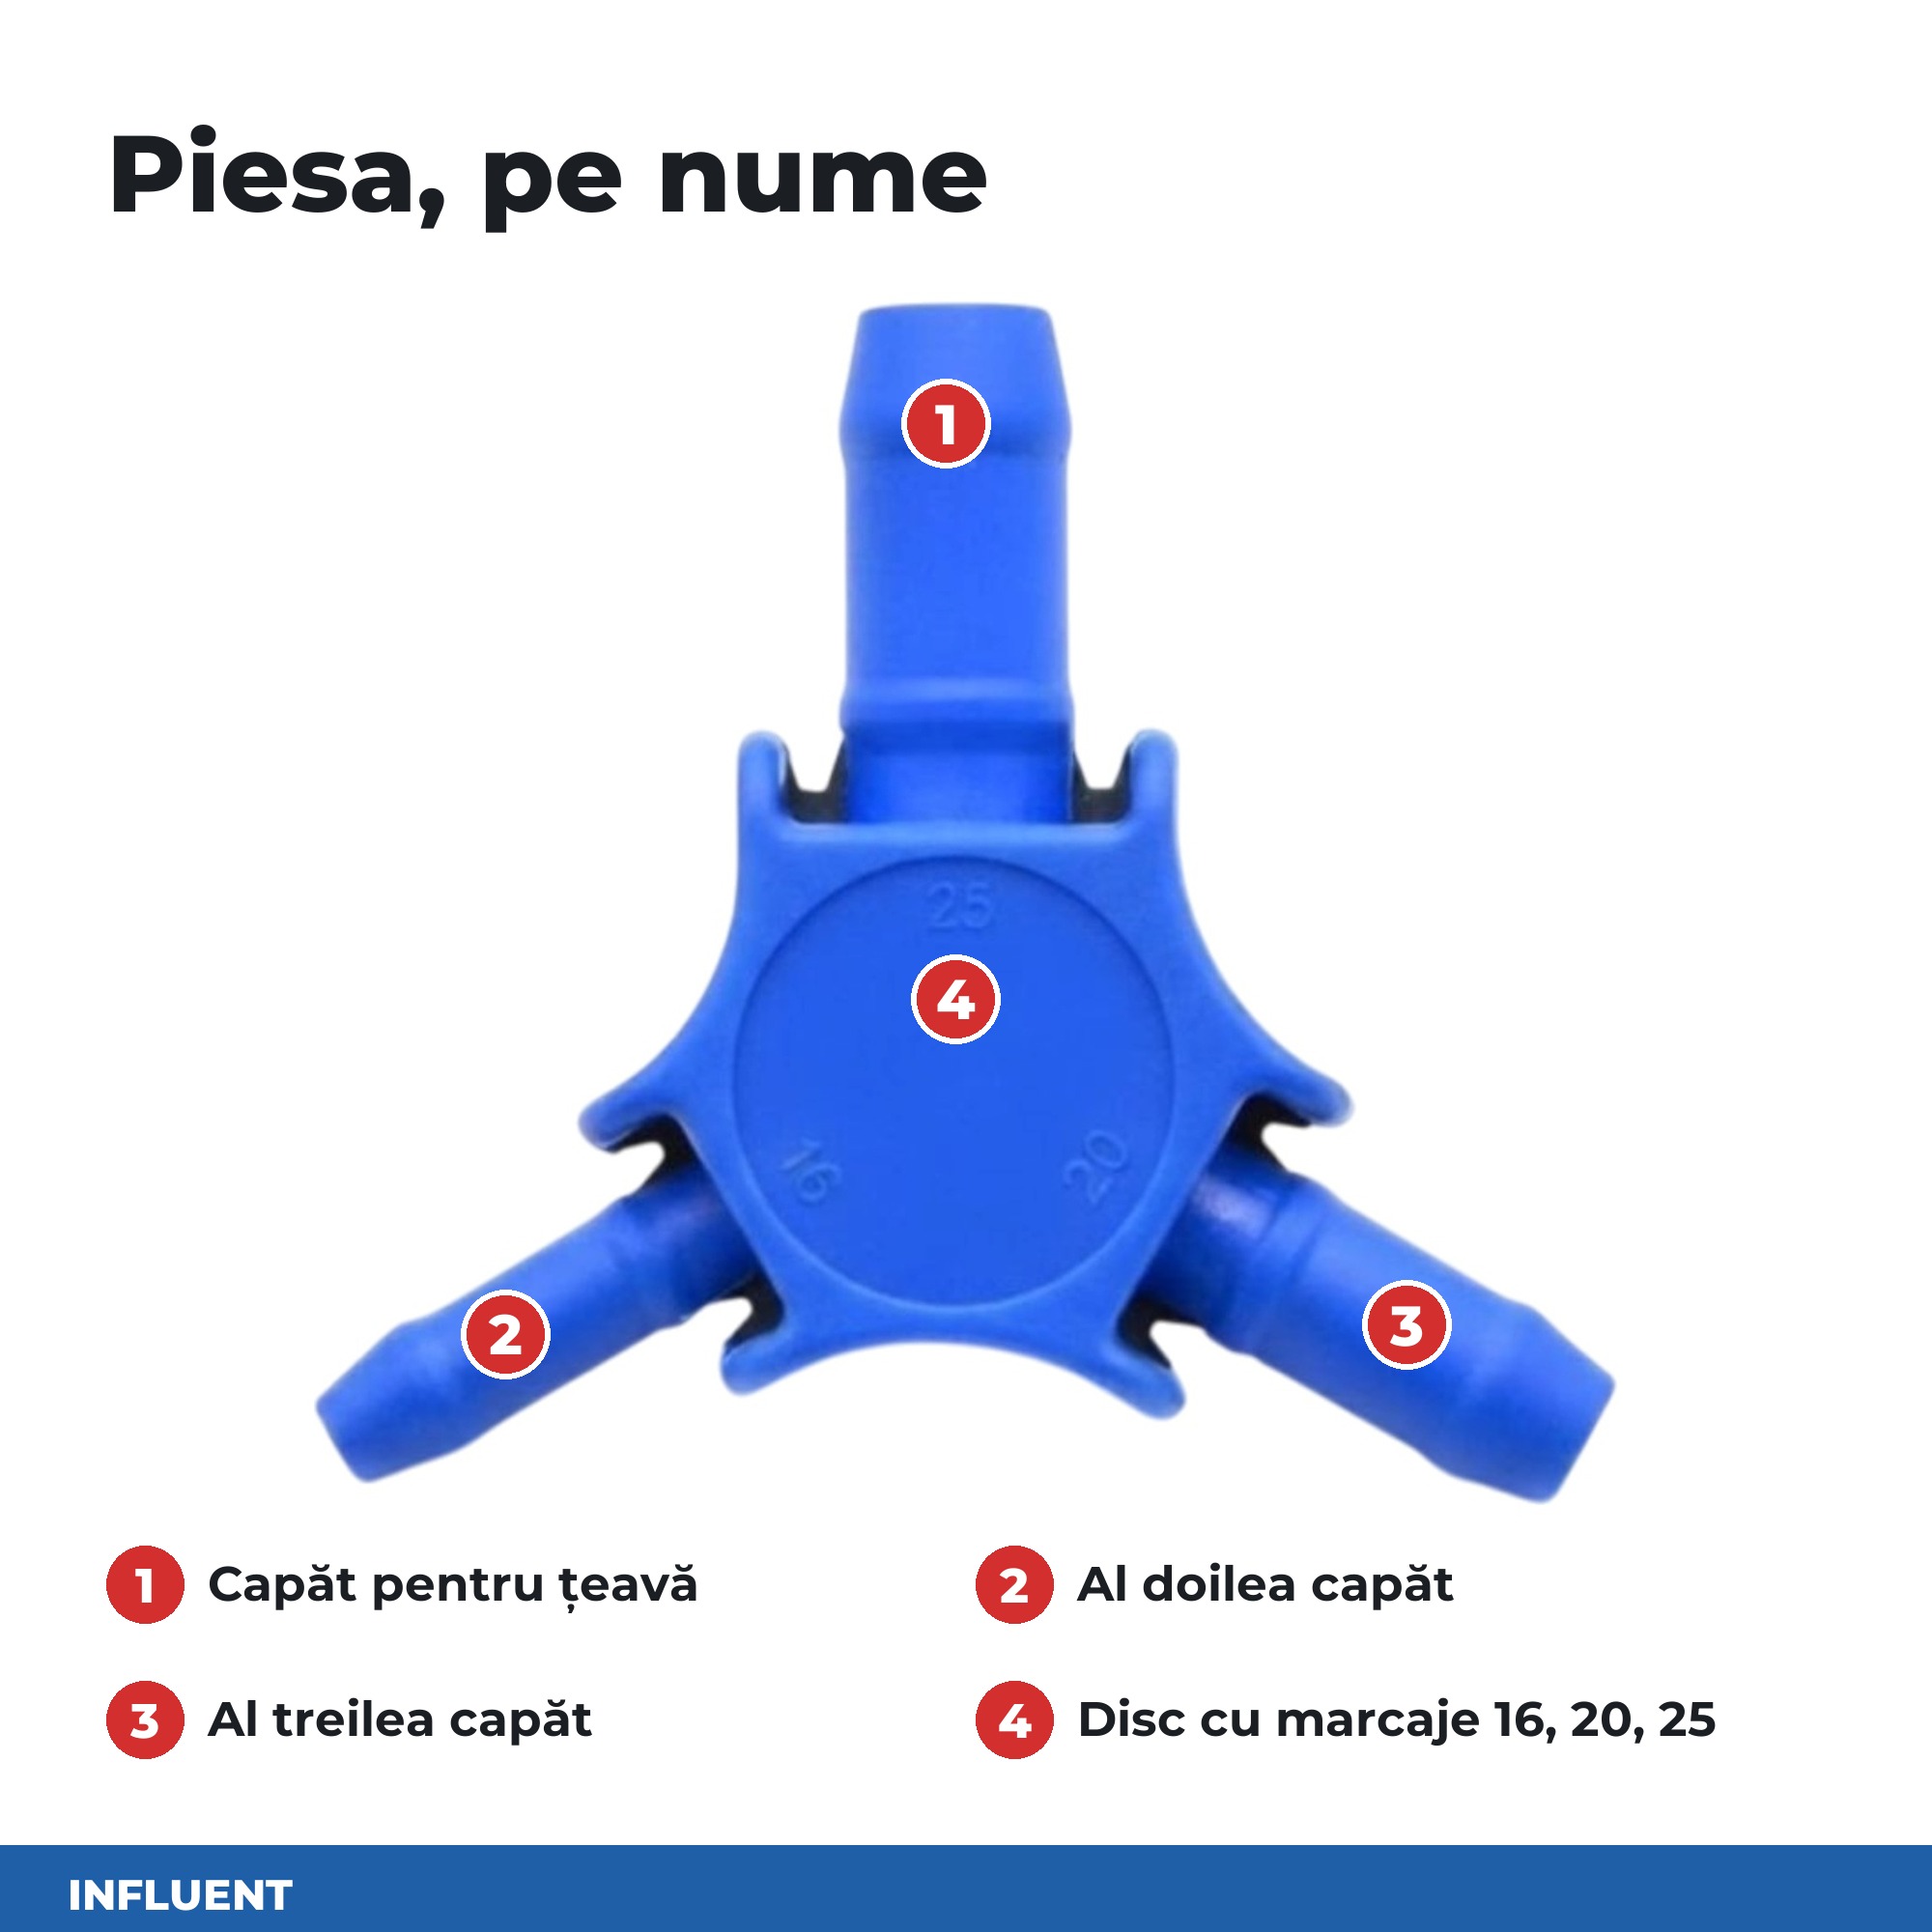 Piesa, pe nume
1
25
4
16
20
2
3
1 Capăt pentru țeavă
2 Al doilea capăt
3 Al treilea capăt
4 Disc cu marcaje 16, 20, 25
INFLUENT